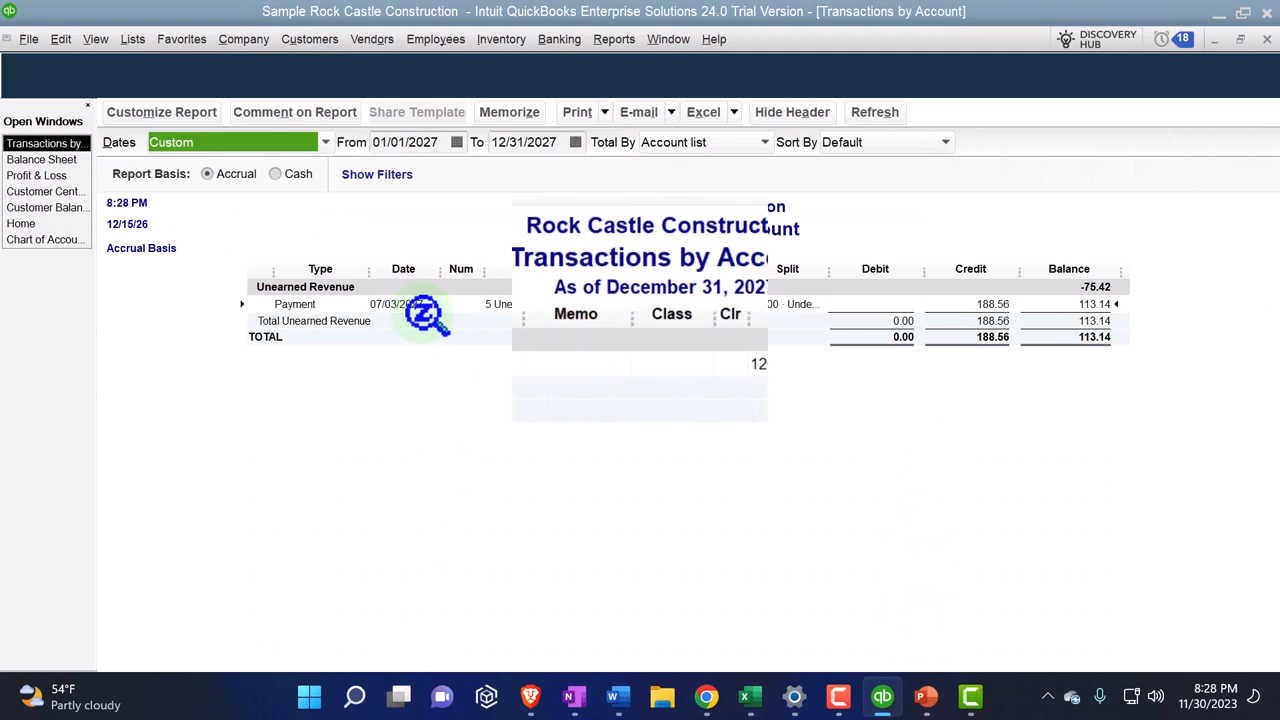 Sample Rock Castle Construction - Intuit QuickBooks Enterprise Solutions 24.0 Trial Version - [Transactions by Account]
File Edit View Lists Favorites Company Customers Vendors Employees Inventory Banking Reports Window Help
DISCOVERY
HUB
18
Open Windows
Transactions by...
Balance Sheet
Profit & Loss
Customer Cent...
Customer Balan...
Home
Chart of Accou...
Customize Report Comment on Report Share Template Memorize Print E-mail Excel Hide Header Refresh
Dates Custom From 01/01/2027 To 12/31/2027 Total By Account list Sort By Default
Report Basis: Accrual Cash Show Filters
8:28 PM
12/15/26
Accrual Basis
Rock Castle Construct
on
Transactions by Acc
unt
As of December 31, 2027
Type Date Num Memo Class Clr Split Debit Credit Balance
Unearned Revenue -75.42
Payment 07/03/20 5 Une 12 00 · Unde... 188.56 113.14
Total Unearned Revenue 0.00 188.56 113.14
TOTAL 0.00 188.56 113.14
54°F
Partly cloudy
8:28 PM
11/30/2023